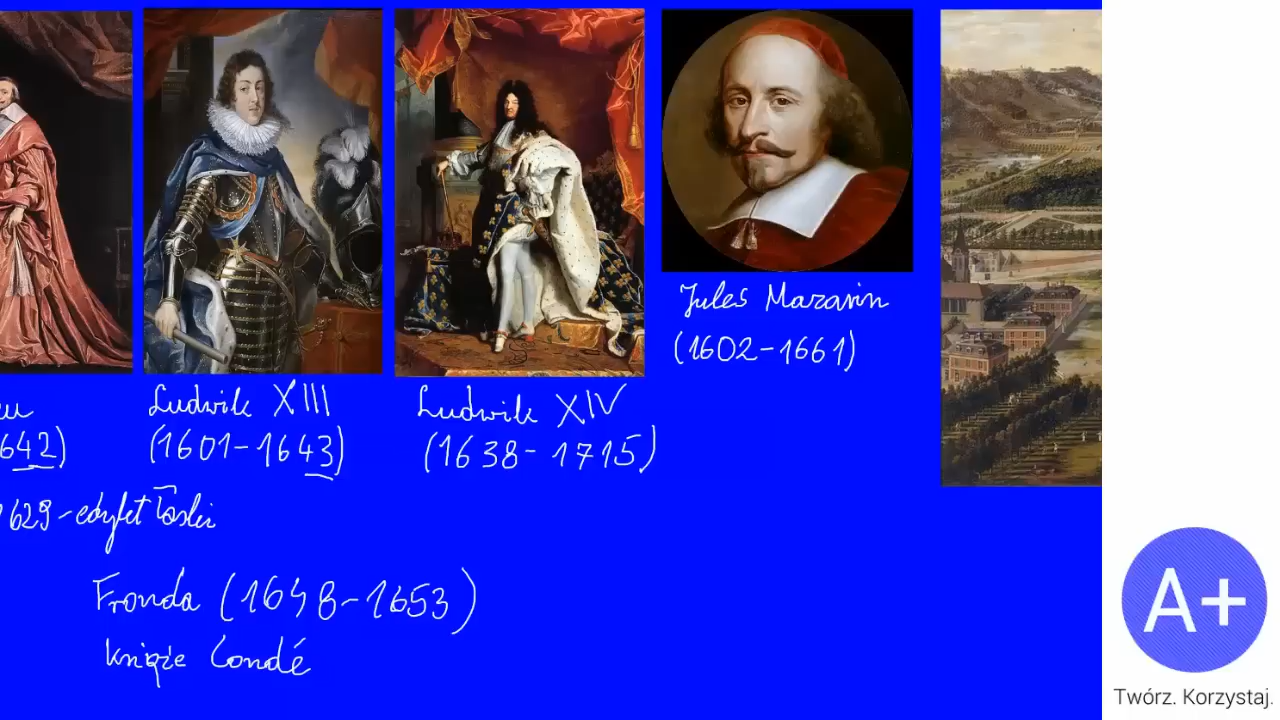 Jules Mazarin
(1602-1661)
Ludwik XIII
Ludwik XIV
642)
(1601-1643)
(1638-1715)
1629-edykt łaski
Fronda (1648-1653)
książe Condé
A+
Twórz. Korzystaj.